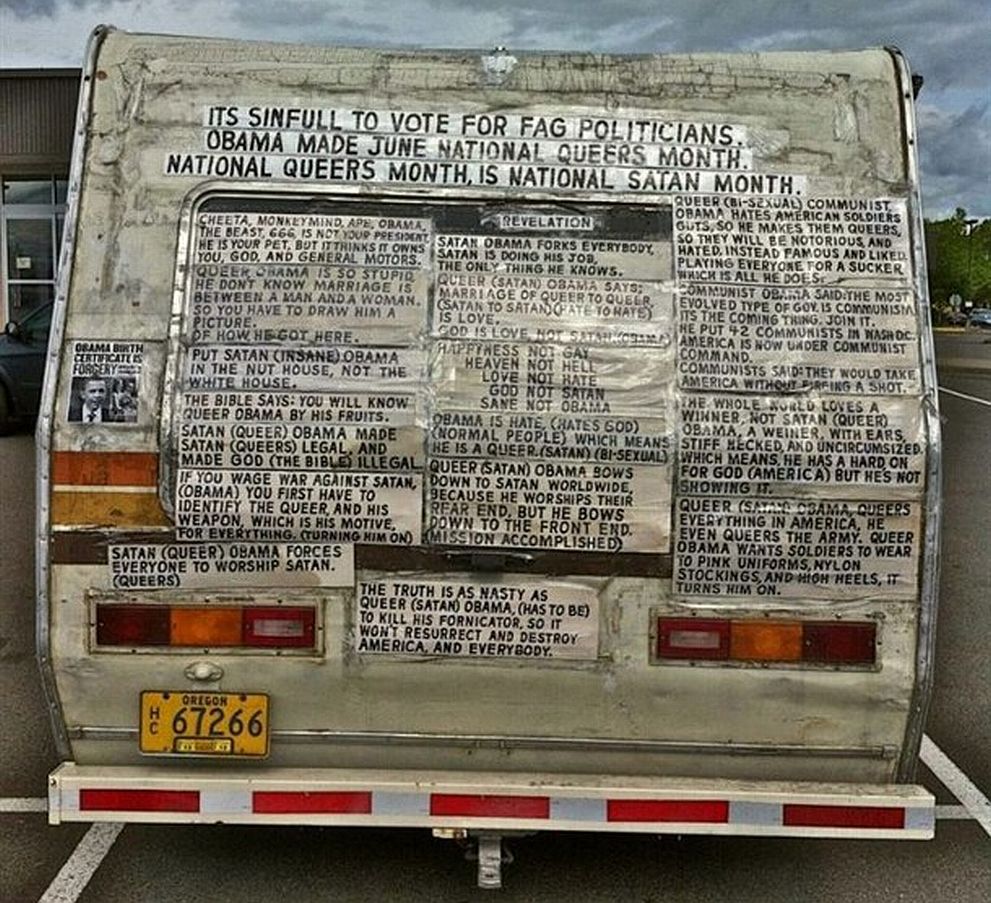 ITS SINFULL TO VOTE FOR FAG POLITICIANS.
OBAMA MADE JUNE NATIONAL QUEERS MONTH.
NATIONAL QUEERS MONTH, IS NATIONAL SATAN MONTH.
CHEETA, MONKEYMIND, APE, OBAMA,
THE BEAST, 666, IS NOT YOUR PRESIDENT,
HE IS YOUR PET, BUT IT THINKS IT OWNS
YOU, GOD, AND GENERAL MOTORS.
QUEER OBAMA IS SO STUPID
HE DON'T KNOW MARRIAGE IS
BETWEEN A MAN AND A WOMAN.
SO YOU HAVE TO DRAW HIM A
PICTURE.
OF HOW HE GOT HERE.
PUT SATAN (INSANE) OBAMA
IN THE NUT HOUSE, NOT THE
WHITE HOUSE.
THE BIBLE SAYS: YOU WILL KNOW
QUEER OBAMA BY HIS FRUITS.
SATAN (QUEER) OBAMA MADE
SATAN (QUEERS) LEGAL, AND
MADE GOD (THE BIBLE) ILLEGAL
IF YOU WAGE WAR AGAINST SATAN,
(OBAMA) YOU FIRST HAVE TO
IDENTIFY THE QUEER, AND HIS
WEAPON, WHICH IS HIS MOTIVE,
FOR EVERYTHING. (TURNING HIM ON)
SATAN (QUEER) OBAMA FORCES
EVERYONE TO WORSHIP SATAN.
(QUEERS)
OBAMA BIRTH
CERTIFICATE IS
FORGERY
REVELATION
SATAN OBAMA FORKS EVERYBODY,
SATAN IS DOING HIS JOB,
THE ONLY THING HE KNOWS.
QUEER (SATAN) OBAMA SAYS;
MARRIAGE OF QUEER TO QUEER,
(SATAN TO SATAN) (HATE TO HATE)
IS LOVE.
GOD IS LOVE, NOT SATAN (OBAMA)
HAPPYNESS NOT GAY
HEAVEN NOT HELL
LOVE NOT HATE
GOD NOT SATAN
SANE NOT OBAMA
OBAMA IS HATE, (HATES GOD)
(NORMAL PEOPLE) WHICH MEANS
HE IS A QUEER. (SATAN) (BI-SEXUAL)
QUEER (SATAN) OBAMA BOWS
DOWN TO SATAN WORLDWIDE,
BECAUSE HE WORSHIPS THEIR
REAR END, BUT HE BOWS
DOWN TO THE FRONT END.
(MISSION ACCOMPLISHED)
THE TRUTH IS AS NASTY AS
QUEER (SATAN) OBAMA, (HAS TO BE)
TO KILL HIS FORNICATOR, SO IT
WON'T RESURRECT AND DESTROY
AMERICA, AND EVERYBODY.
QUEER (BI-SEXUAL) COMMUNIST
OBAMA HATES AMERICAN SOLDIERS
GUTS, SO HE MAKES THEM QUEERS,
SO THEY WILL BE NOTORIOUS, AND
HATED, INSTEAD FAMOUS AND LIKED.
PLAYING EVERYONE FOR A SUCKER,
WHICH IS ALL HE DOES.
COMMUNIST OBAMA SAID: THE MOST
EVOLVED TYPE OF GOV. IS COMMUNISM,
ITS THE COMING THING. JOIN IT.
HE PUT 42 COMMUNISTS IN WASH.DC.
AMERICA IS NOW UNDER COMMUNIST
COMMAND.
COMMUNISTS SAID: THEY WOULD TAKE
AMERICA WITHOUT FIREING A SHOT.
THE WHOLE WORLD LOVES A
WINNER, NOT SATAN (QUEER)
OBAMA, A WEINER, WITH EARS,
STIFF NECKED, AND UNCIRCUMSIZED.
WHICH MEANS, HE HAS A HARD ON
FOR GOD (AMERICA) BUT HE'S NOT
SHOWING IT.
QUEER (SATAN) OBAMA, QUEERS
EVERYTHING IN AMERICA, HE
EVEN QUEERS THE ARMY. QUEER
OBAMA WANTS SOLDIERS TO WEAR
TO PINK UNIFORMS, NYLON
STOCKINGS, AND HIGH HEELS, IT
TURNS HIM ON.
OREGON
HC 67266